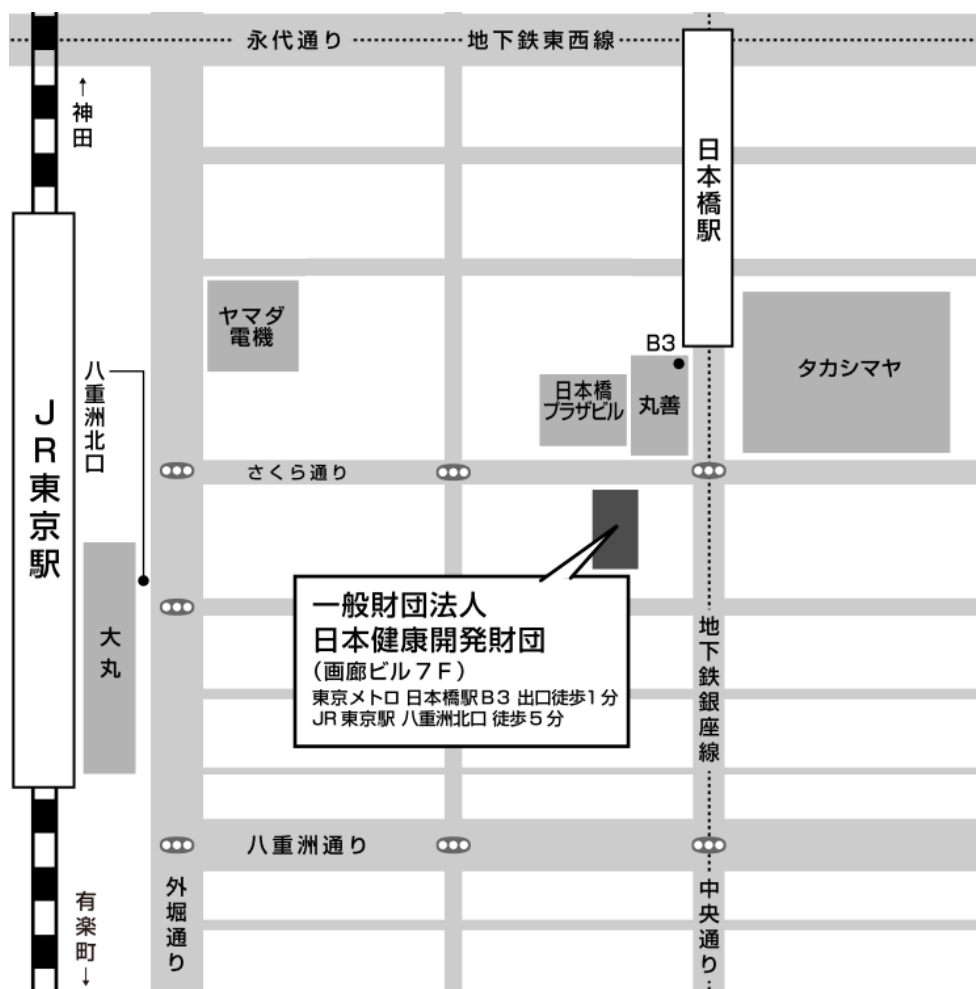 永代通り
地下鉄東西線
↑神田
日本橋駅
ヤマダ
電機
八重洲北口
B3
日本橋
プラザビル
丸善
タカシマヤ
JR東京駅
さくら通り
大丸
一般財団法人
日本健康開発財団
(画廊ビル7F)
東京メトロ 日本橋駅B3 出口徒歩1分
JR東京駅 八重洲北口 徒歩5分
地下鉄銀座線
八重洲通り
有楽町↓
外堀通り
中央通り